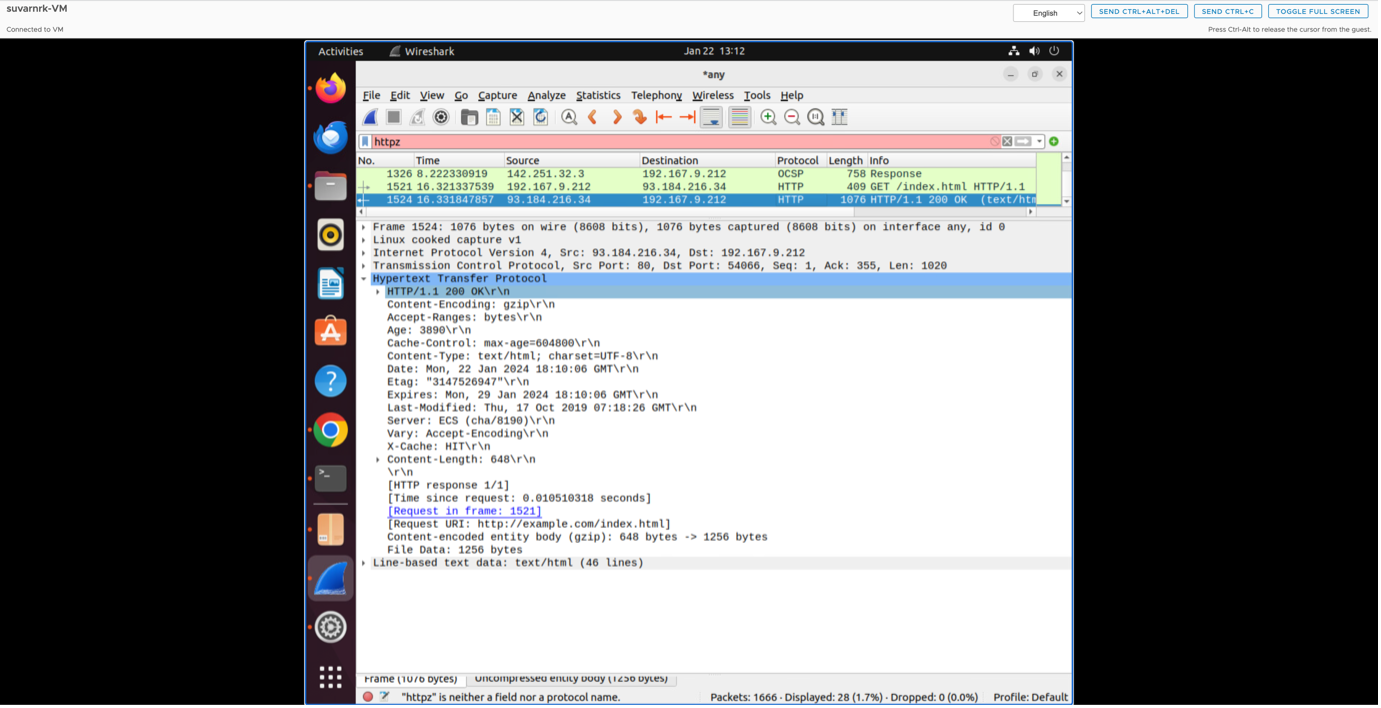 suvarnrk-VM
English
SEND CTRL+ALT+DEL
SEND CTRL+C
TOGGLE FULL SCREEN
Connected to VM
Press Ctrl-Alt to release the cursor from the guest.
Activities
Wireshark
Jan 22 13:12
*any
File Edit View Go Capture Analyze Statistics Telephony Wireless Tools Help
httpz
No. Time Source Destination Protocol Length Info
1326 8.222330919 142.251.32.3 192.167.9.212 OCSP 758 Response
1521 16.321337539 192.167.9.212 93.184.216.34 HTTP 409 GET /index.html HTTP/1.1
1524 16.331847857 93.184.216.34 192.167.9.212 HTTP 1076 HTTP/1.1 200 OK (text/htm
Frame 1524: 1076 bytes on wire (8608 bits), 1076 bytes captured (8608 bits) on interface any, id 0
Linux cooked capture v1
Internet Protocol Version 4, Src: 93.184.216.34, Dst: 192.167.9.212
Transmission Control Protocol, Src Port: 80, Dst Port: 54066, Seq: 1, Ack: 355, Len: 1020
Hypertext Transfer Protocol
HTTP/1.1 200 OK\r\n
Content-Encoding: gzip\r\n
Accept-Ranges: bytes\r\n
Age: 3890\r\n
Cache-Control: max-age=604800\r\n
Content-Type: text/html; charset=UTF-8\r\n
Date: Mon, 22 Jan 2024 18:10:06 GMT\r\n
Etag: "3147526947"\r\n
Expires: Mon, 29 Jan 2024 18:10:06 GMT\r\n
Last-Modified: Thu, 17 Oct 2019 07:18:26 GMT\r\n
Server: ECS (cha/8190)\r\n
Vary: Accept-Encoding\r\n
X-Cache: HIT\r\n
Content-Length: 648\r\n
\r\n
[HTTP response 1/1]
[Time since request: 0.010510318 seconds]
[Request in frame: 1521]
[Request URI: http://example.com/index.html]
Content-encoded entity body (gzip): 648 bytes -> 1256 bytes
File Data: 1256 bytes
Line-based text data: text/html (46 lines)
Frame (1076 bytes) Uncompressed entity body (1256 bytes)
"httpz" is neither a field nor a protocol name.
Packets: 1666 · Displayed: 28 (1.7%) · Dropped: 0 (0.0%)
Profile: Default